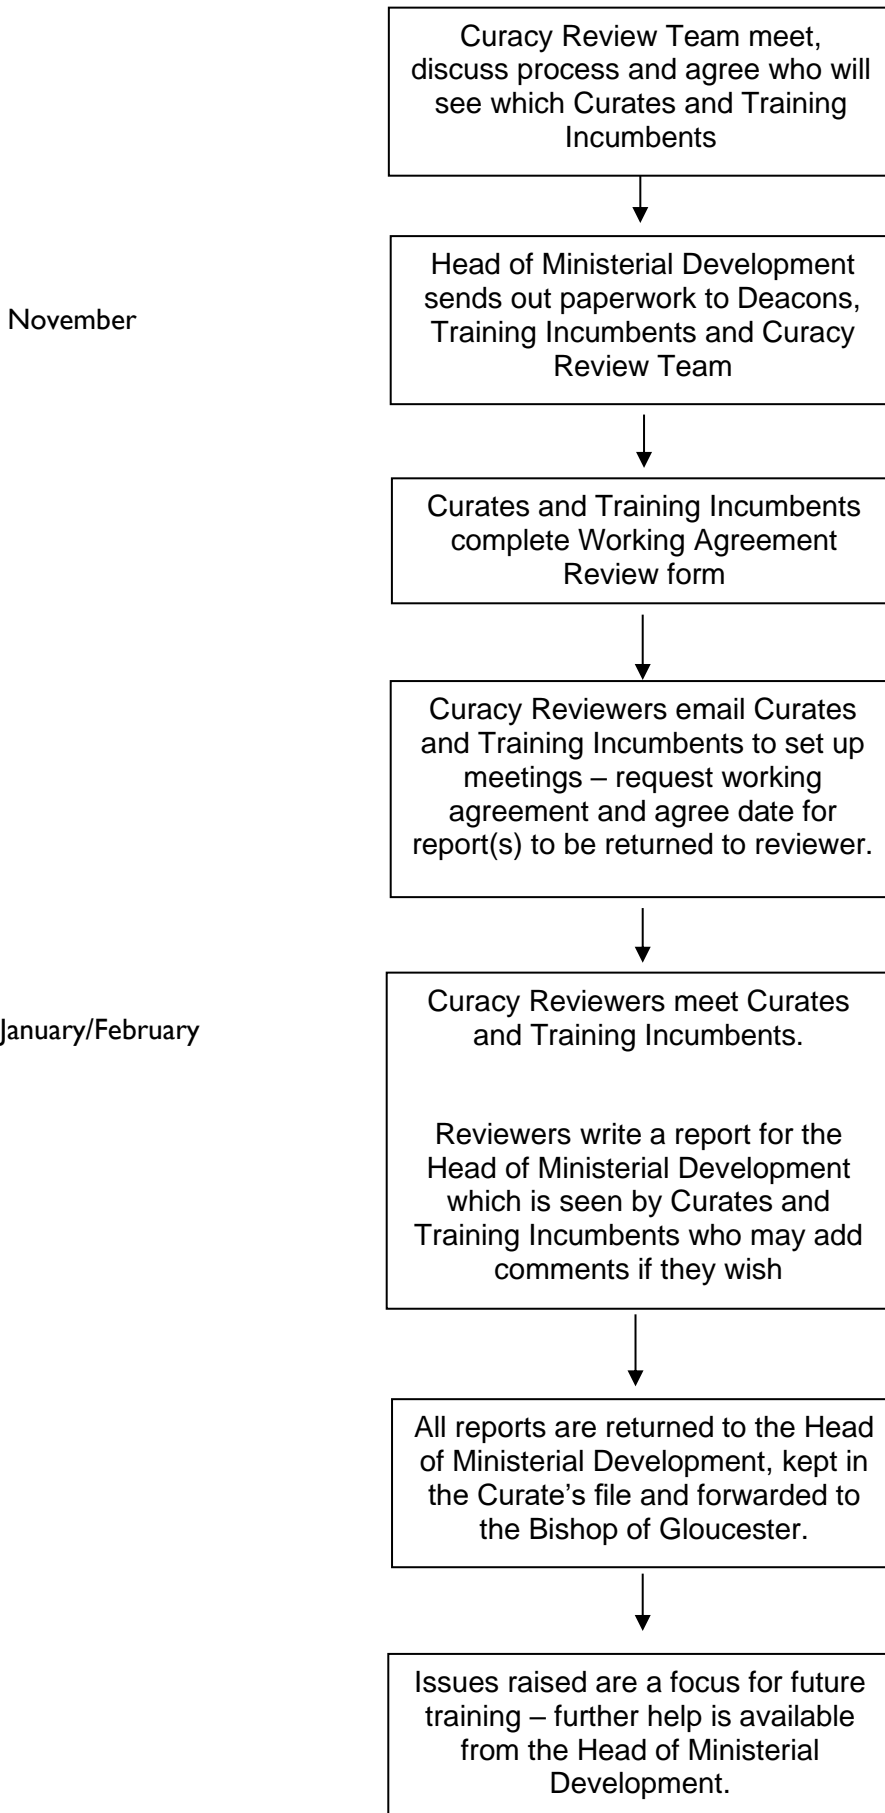 Curacy Review Team meet,
discuss process and agree who will
see which Curates and Training
Incumbents
November
Head of Ministerial Development
sends out paperwork to Deacons,
Training Incumbents and Curacy
Review Team
Curates and Training Incumbents
complete Working Agreement
Review form
Curacy Reviewers email Curates
and Training Incumbents to set up
meetings – request working
agreement and agree date for
report(s) to be returned to reviewer.
January/February
Curacy Reviewers meet Curates
and Training Incumbents.
Reviewers write a report for the
Head of Ministerial Development
which is seen by Curates and
Training Incumbents who may add
comments if they wish
All reports are returned to the Head
of Ministerial Development, kept in
the Curate’s file and forwarded to
the Bishop of Gloucester.
Issues raised are a focus for future
training – further help is available
from the Head of Ministerial
Development.